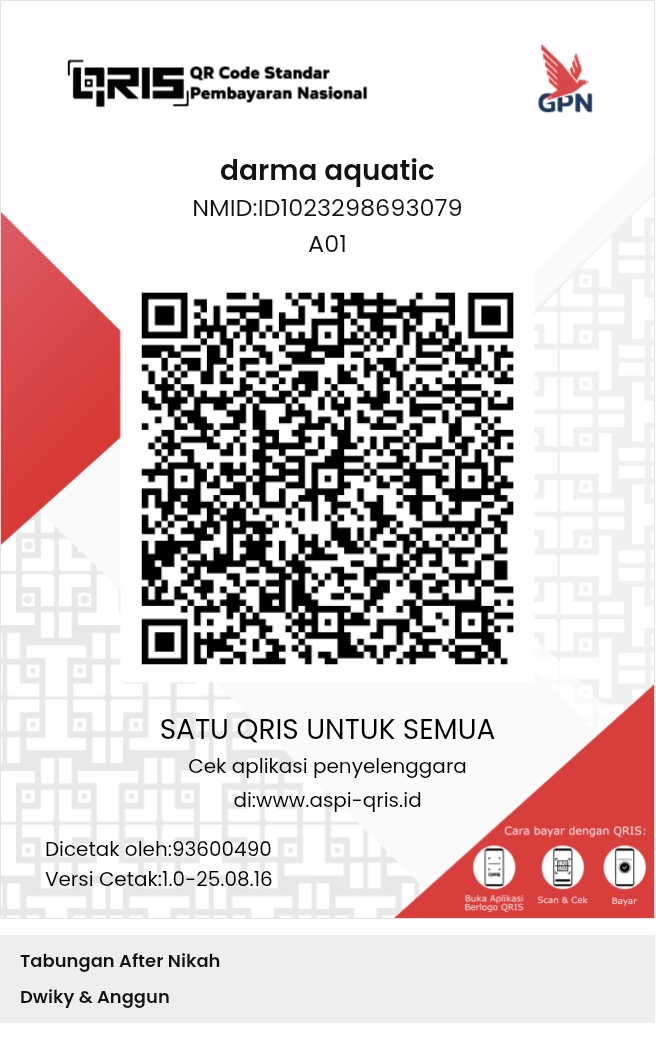 QRIS QR Code Standar
Pembayaran Nasional
GPN
darma aquatic
NMID:ID1023298693079
A01
SATU QRIS UNTUK SEMUA
Cek aplikasi penyelenggara
di:www.aspi-qris.id
Dicetak oleh:93600490
Versi Cetak:1.0-25.08.16
Cara bayar dengan QRIS:
Buka Aplikasi
Berlogo QRIS
Scan & Cek
Bayar
Tabungan After Nikah
Dwiky & Anggun